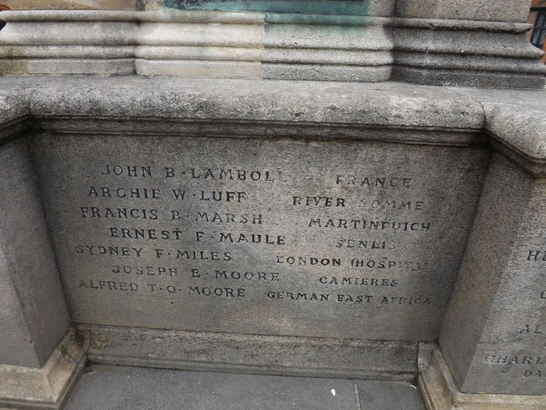 JOHN B · LAMBOLL FRANCE
ARCHIE W · LUFF RIVER SOMME
FRANCIS B · MARSH MARTINPUICH
ERNEST F · MAULE SENLIS
SYDNEY F · MILES LONDON (HOSPITAL
JOSEPH E · MOORE CAMIERES
ALFRED T · O · MOORE GERMAN EAST AFRICA